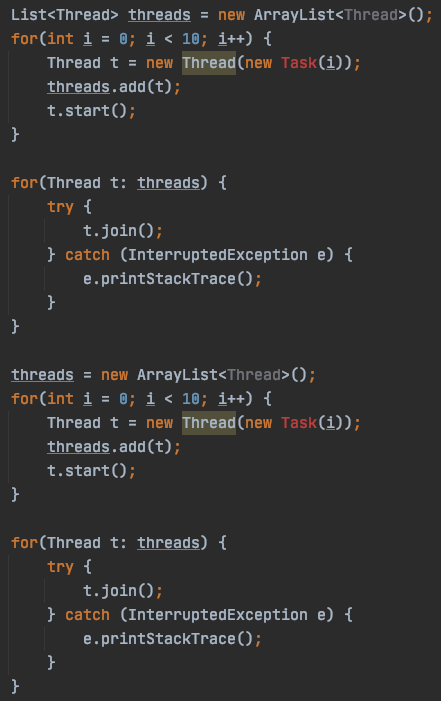 List<Thread> threads = new ArrayList<Thread>();
for(int i = 0; i < 10; i++) {
    Thread t = new Thread(new Task(i));
    threads.add(t);
    t.start();
}

for(Thread t: threads) {
    try {
        t.join();
    } catch (InterruptedException e) {
        e.printStackTrace();
    }
}

threads = new ArrayList<Thread>();
for(int i = 0; i < 10; i++) {
    Thread t = new Thread(new Task(i));
    threads.add(t);
    t.start();
}

for(Thread t: threads) {
    try {
        t.join();
    } catch (InterruptedException e) {
        e.printStackTrace();
    }
}